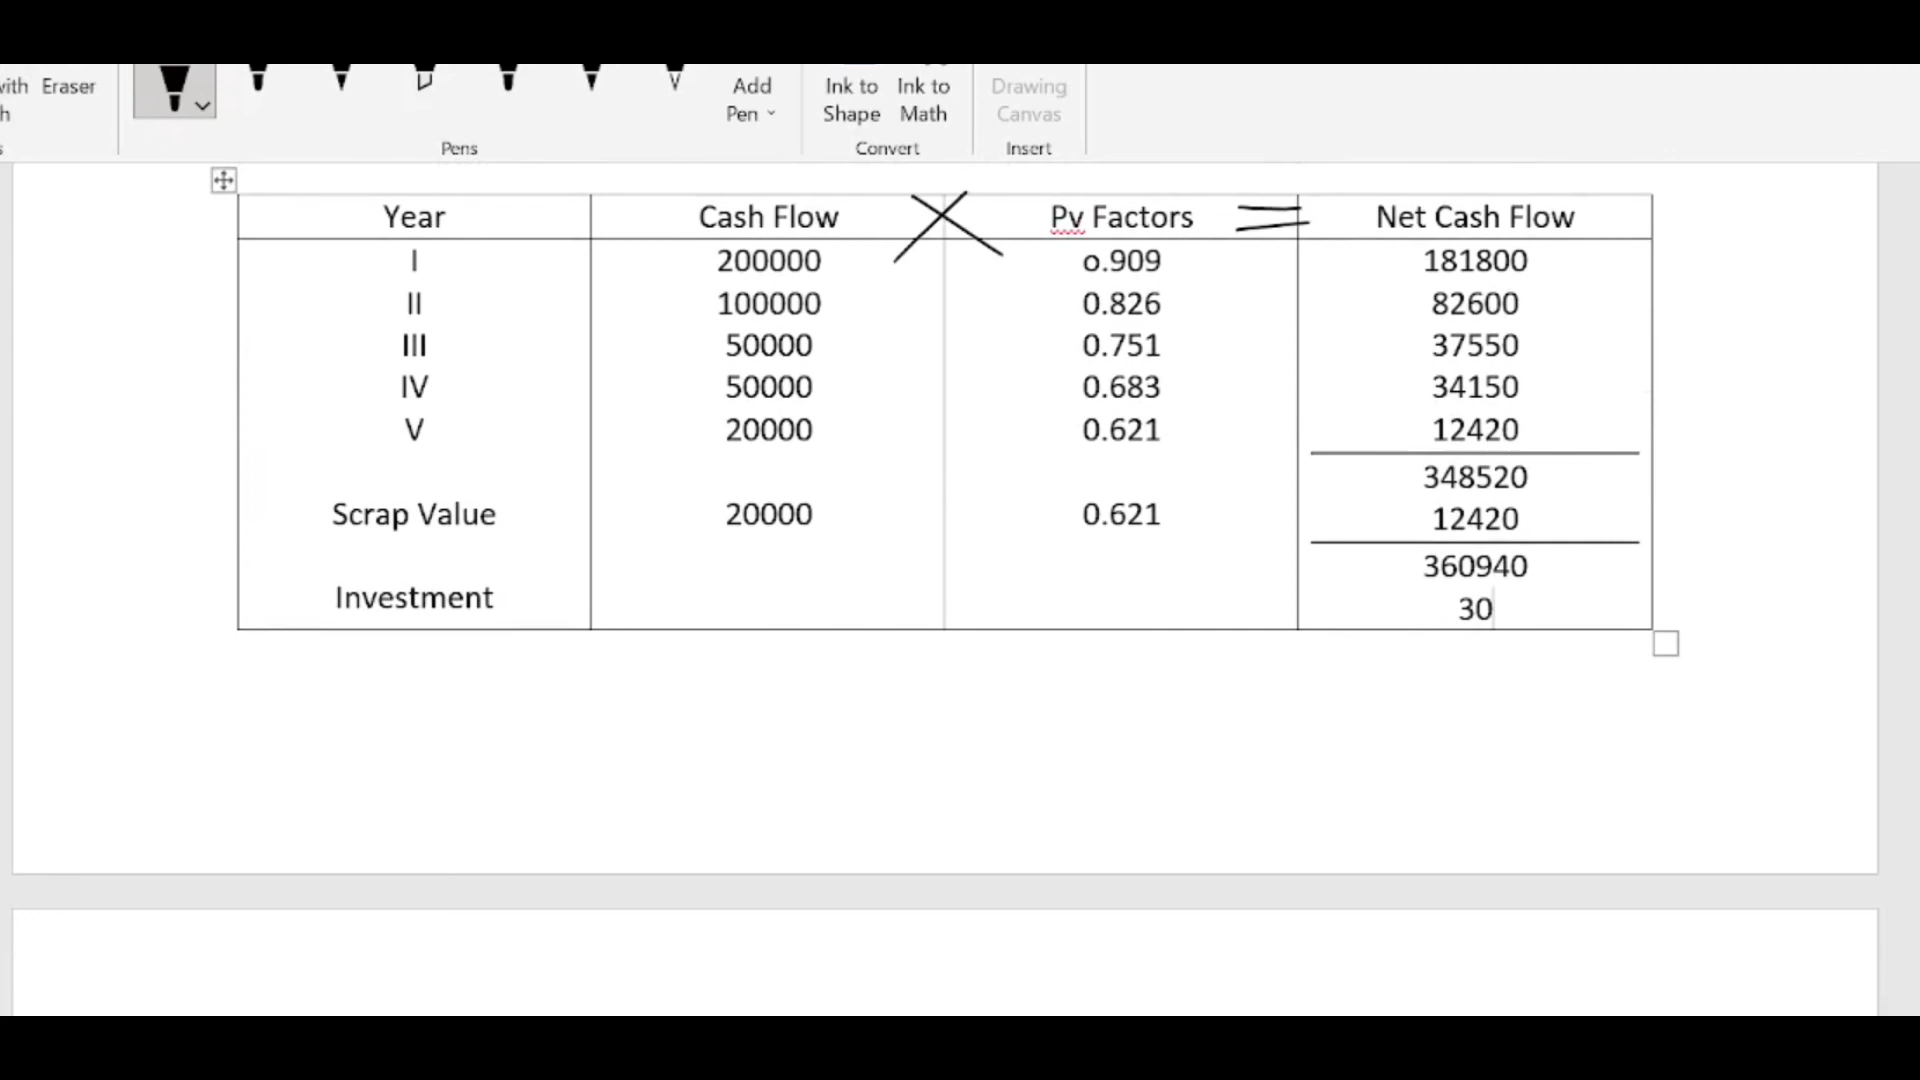 with Eraser
h
s
Pens
Add
Pen
Ink to
Shape
Ink to
Math
Convert
Drawing
Canvas
Insert
Year Cash Flow Pv Factors = Net Cash Flow
I 200000 o.909 181800
II 100000 0.826 82600
III 50000 0.751 37550
IV 50000 0.683 34150
V 20000 0.621 12420
348520
Scrap Value 20000 0.621 12420
360940
Investment 30